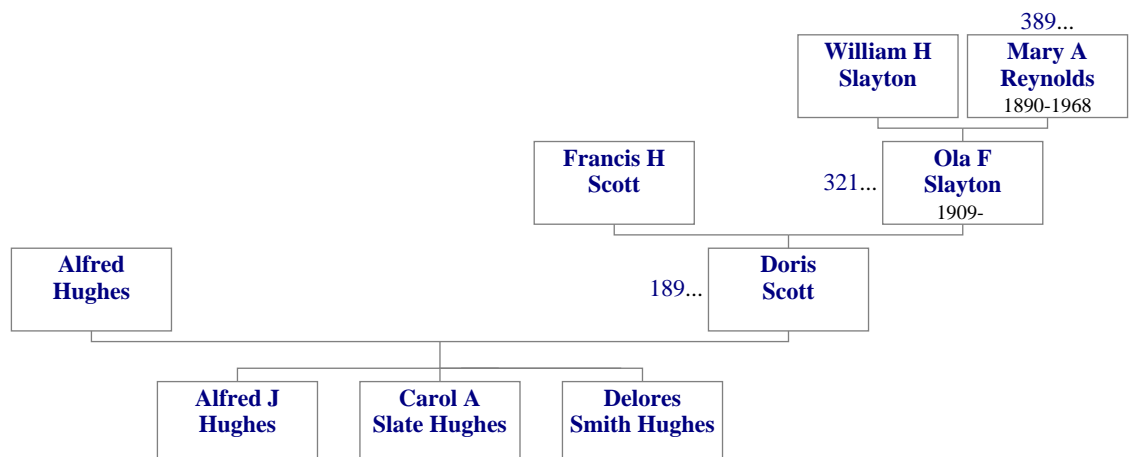 389...
William H
Slayton
Mary A
Reynolds
1890-1968
Francis H
Scott
321...
Ola F
Slayton
1909-
Alfred
Hughes
189...
Doris
Scott
Alfred J
Hughes
Carol A
Slate Hughes
Delores
Smith Hughes